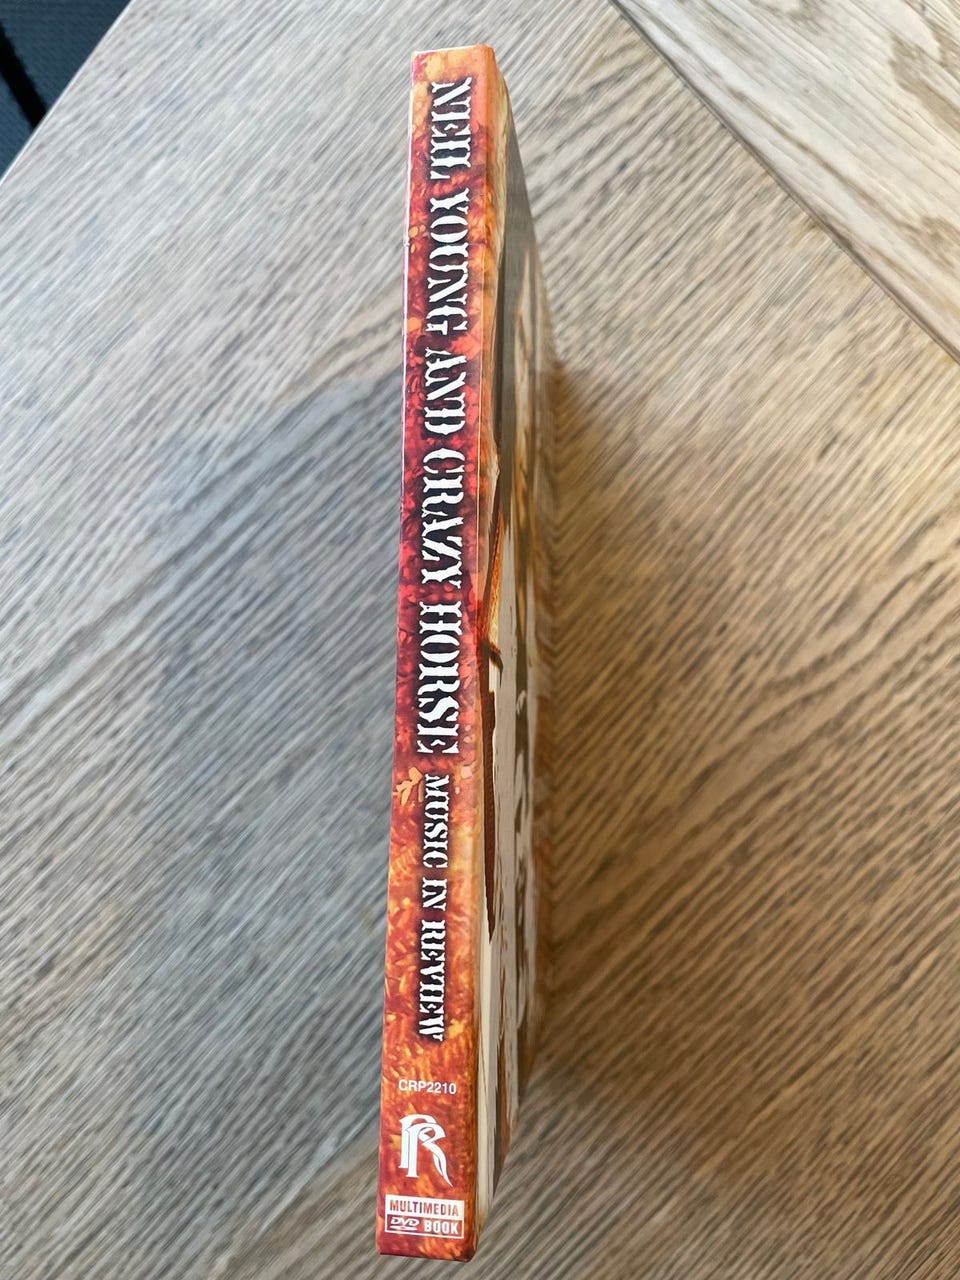 NEIL YOUNG AND CRAZY HORSE MUSIC IN REVIEW
CRP2210
R
MULTIMEDIA
DVD BOOK